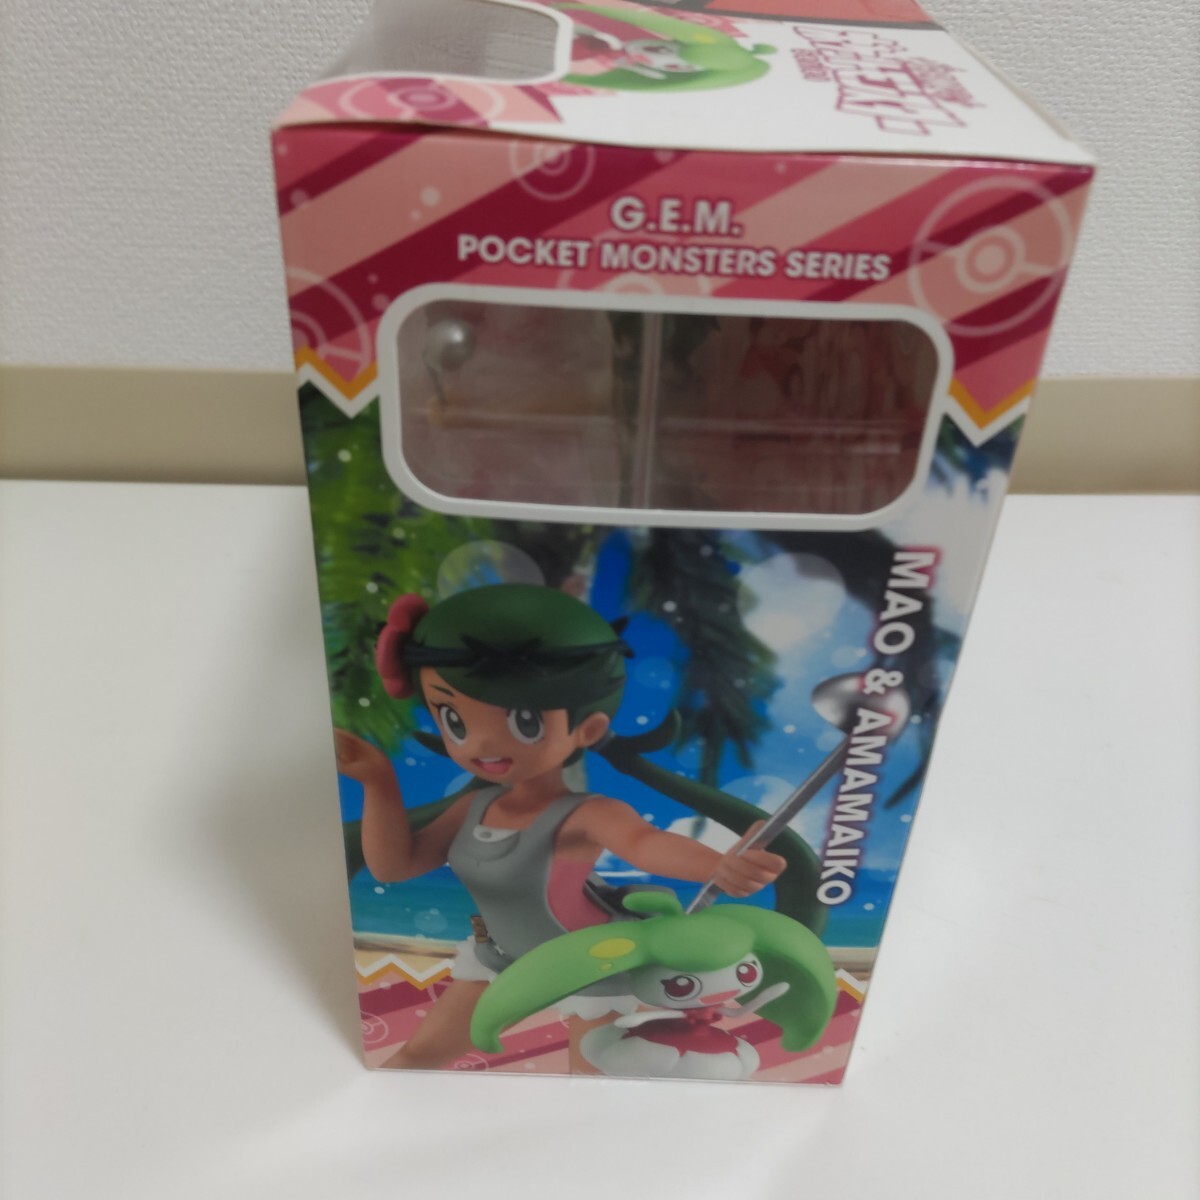 G.E.M.
POCKET MONSTERS SERIES
MAO & AMAMAIKO